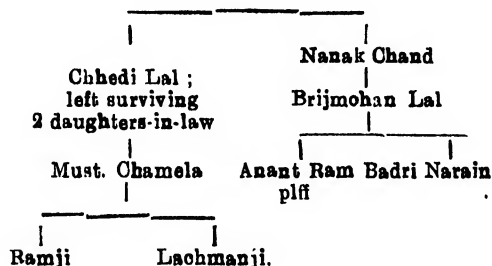 Nanak Chand
Chhedi Lal ;
left surviving
2 daughters-in-law
Brijmohan Lal
Must. Chamela
Anant Ram Badri Narain
plff
Ramji Lachmanji.